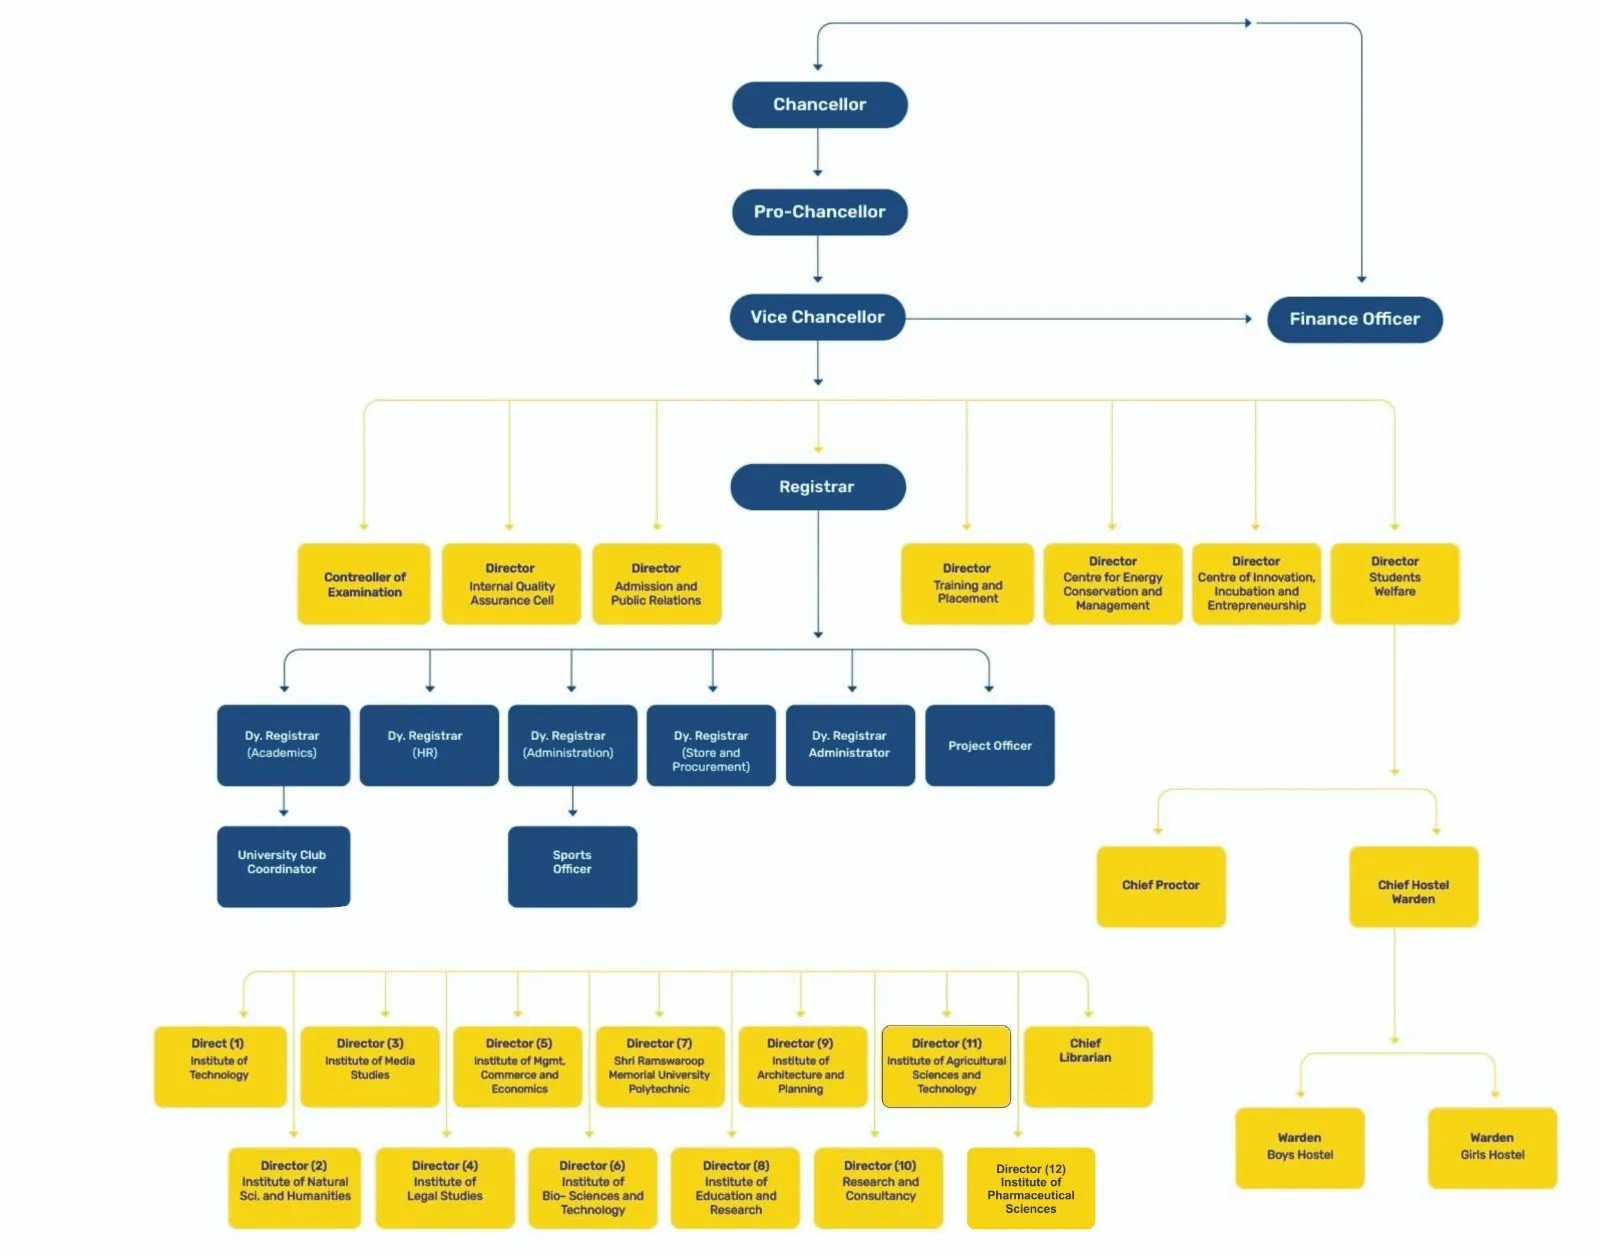 Chancellor
Pro-Chancellor
Vice Chancellor
Finance Officer
Registrar
Contreoller of
Examination
Director
Internal Quality
Assurance Cell
Director
Admission and
Public Relations
Director
Training and
Placement
Director
Centre for Energy
Conservation and
Management
Director
Centre of Innovation,
Incubation and
Entrepreneurship
Director
Students
Welfare
Dy. Registrar
(Academics)
Dy. Registrar
(HR)
Dy. Registrar
(Administration)
Dy. Registrar
(Store and
Procurement)
Dy. Registrar
Administrator
Project Officer
University Club
Coordinator
Sports
Officer
Chief Proctor
Chief Hostel
Warden
Direct (1)
Institute of
Technology
Director (3)
Institute of Media
Studies
Director (5)
Institute of Mgmt.
Commerce and
Economics
Director (7)
Shri Ramswaroop
Memorial University
Polytechnic
Director (9)
Institute of
Architecture and
Planning
Director (11)
Institute of Agricultural
Sciences and
Technology
Chief
Librarian
Warden
Boys Hostel
Warden
Girls Hostel
Director (2)
Institute of Natural
Sci. and Humanities
Director (4)
Institute of
Legal Studies
Director (6)
Institute of
Bio- Sciences and
Technology
Director (8)
Institute of
Education and
Research
Director (10)
Research and
Consultancy
Director (12)
Institute of
Pharmaceutical
Sciences